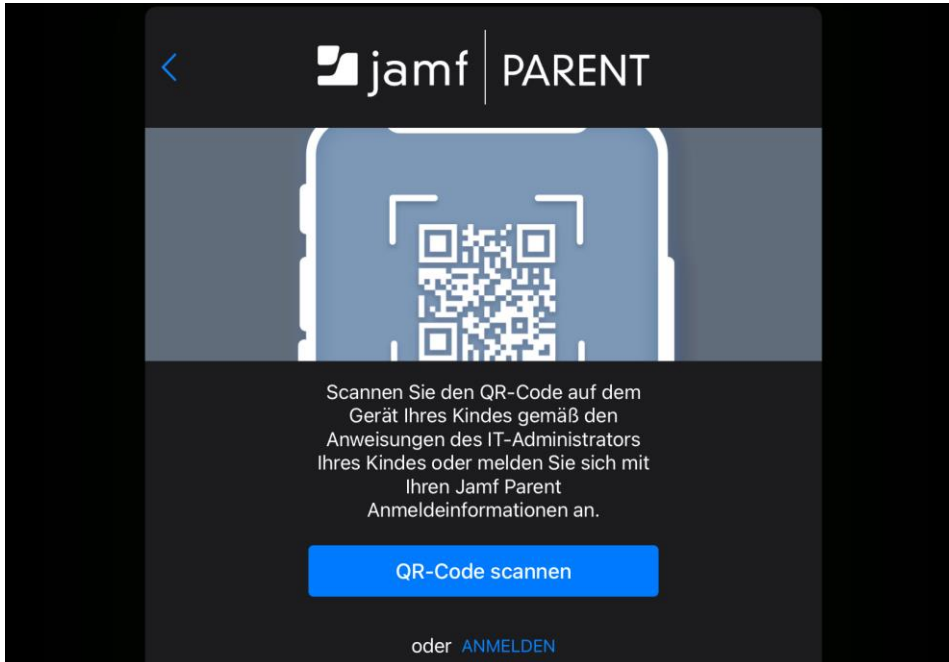 jamf PARENT
Scannen Sie den QR-Code auf dem
Gerät Ihres Kindes gemäß den
Anweisungen des IT-Administrators
Ihres Kindes oder melden Sie sich mit
Ihren Jamf Parent
Anmeldeinformationen an.
QR-Code scannen
oder ANMELDEN